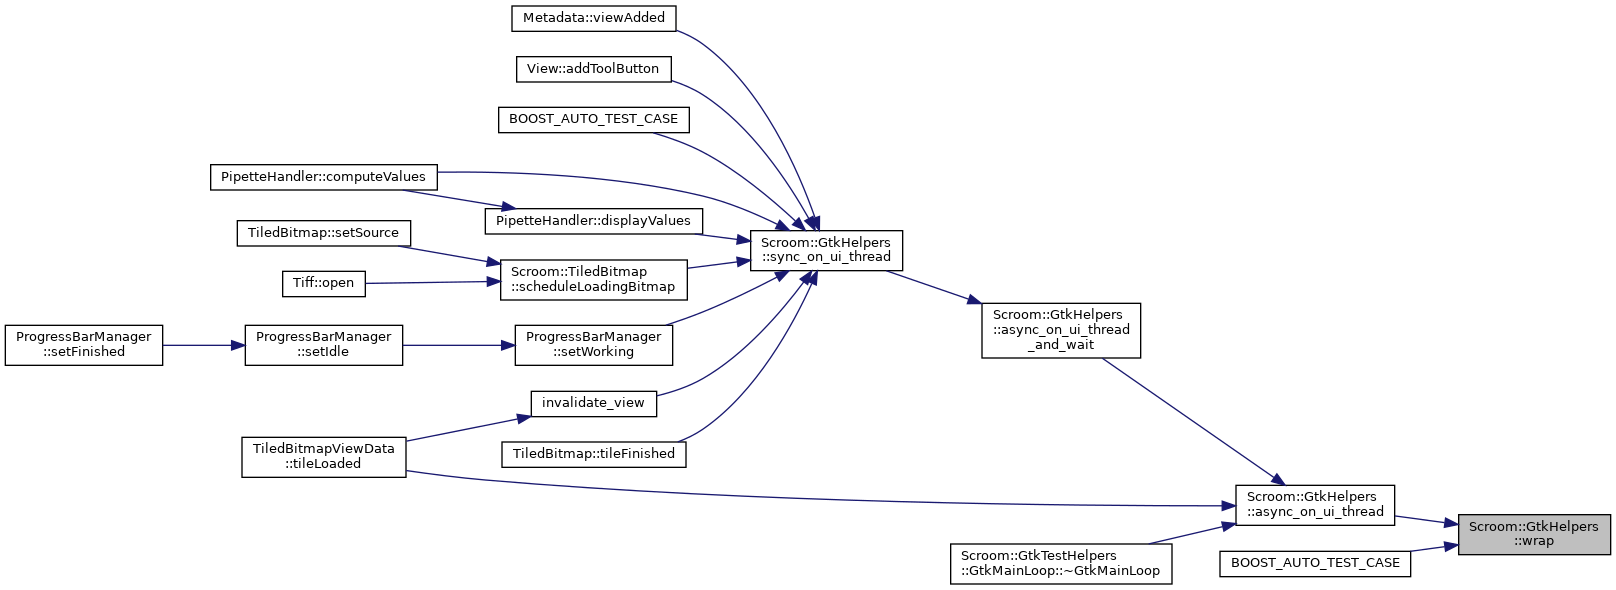 Metadata::viewAdded
View::addToolButton
BOOST_AUTO_TEST_CASE
PipetteHandler::computeValues
PipetteHandler::displayValues
TiledBitmap::setSource
Scroom::GtkHelpers
::sync_on_ui_thread
Scroom::TiledBitmap
::scheduleLoadingBitmap
Tiff::open
ProgressBarManager
::setFinished
ProgressBarManager
::setIdle
ProgressBarManager
::setWorking
Scroom::GtkHelpers
::async_on_ui_thread
_and_wait
invalidate_view
TiledBitmapViewData
::tileLoaded
TiledBitmap::tileFinished
Scroom::GtkHelpers
::async_on_ui_thread
Scroom::GtkHelpers
::wrap
Scroom::GtkTestHelpers
::GtkMainLoop::~GtkMainLoop
BOOST_AUTO_TEST_CASE